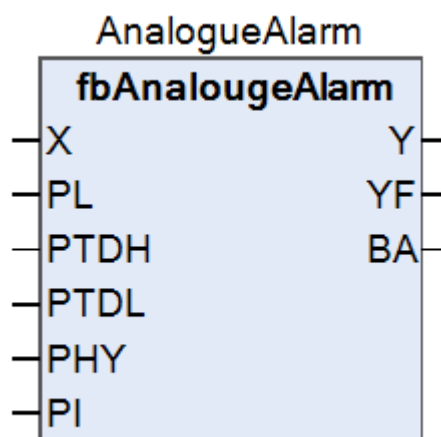 AnalogueAlarm
fbAnalougeAlarm
X Y
PL YF
PTDH BA
PTDL
PHY
PI